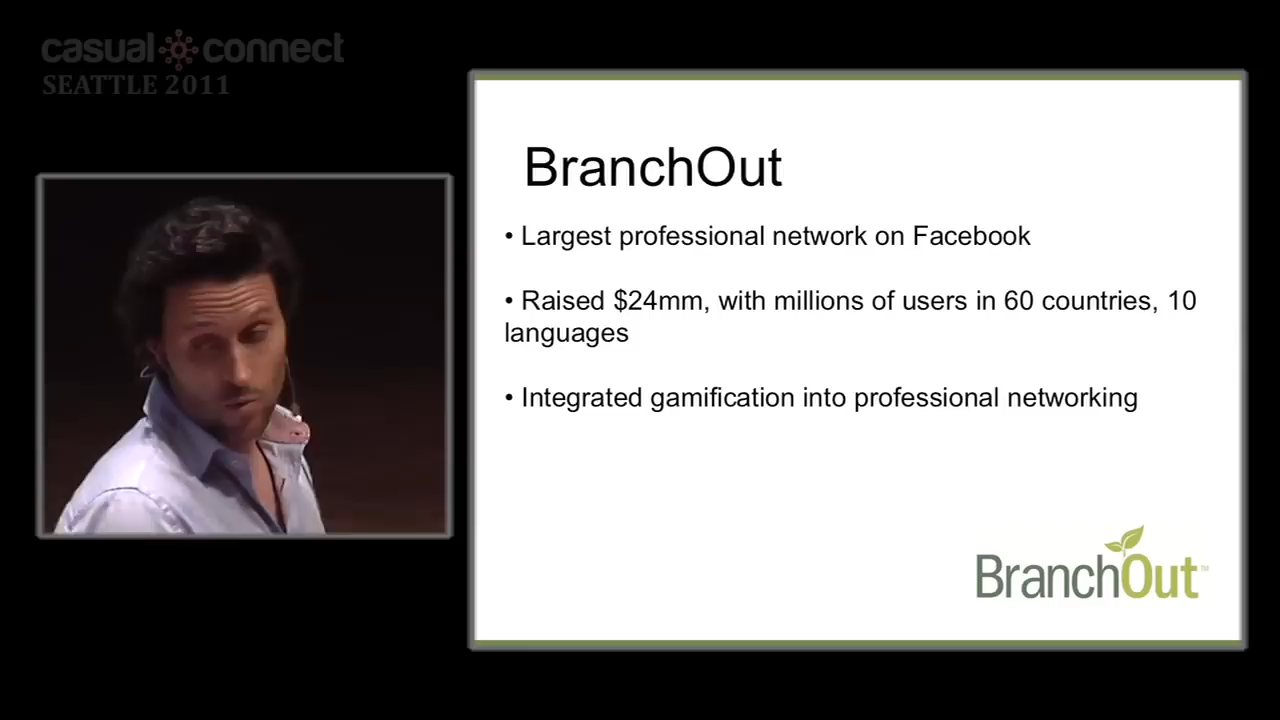 casual connect
SEATTLE 2011
BranchOut
• Largest professional network on Facebook
• Raised $24mm, with millions of users in 60 countries, 10
languages
• Integrated gamification into professional networking
BranchOut™